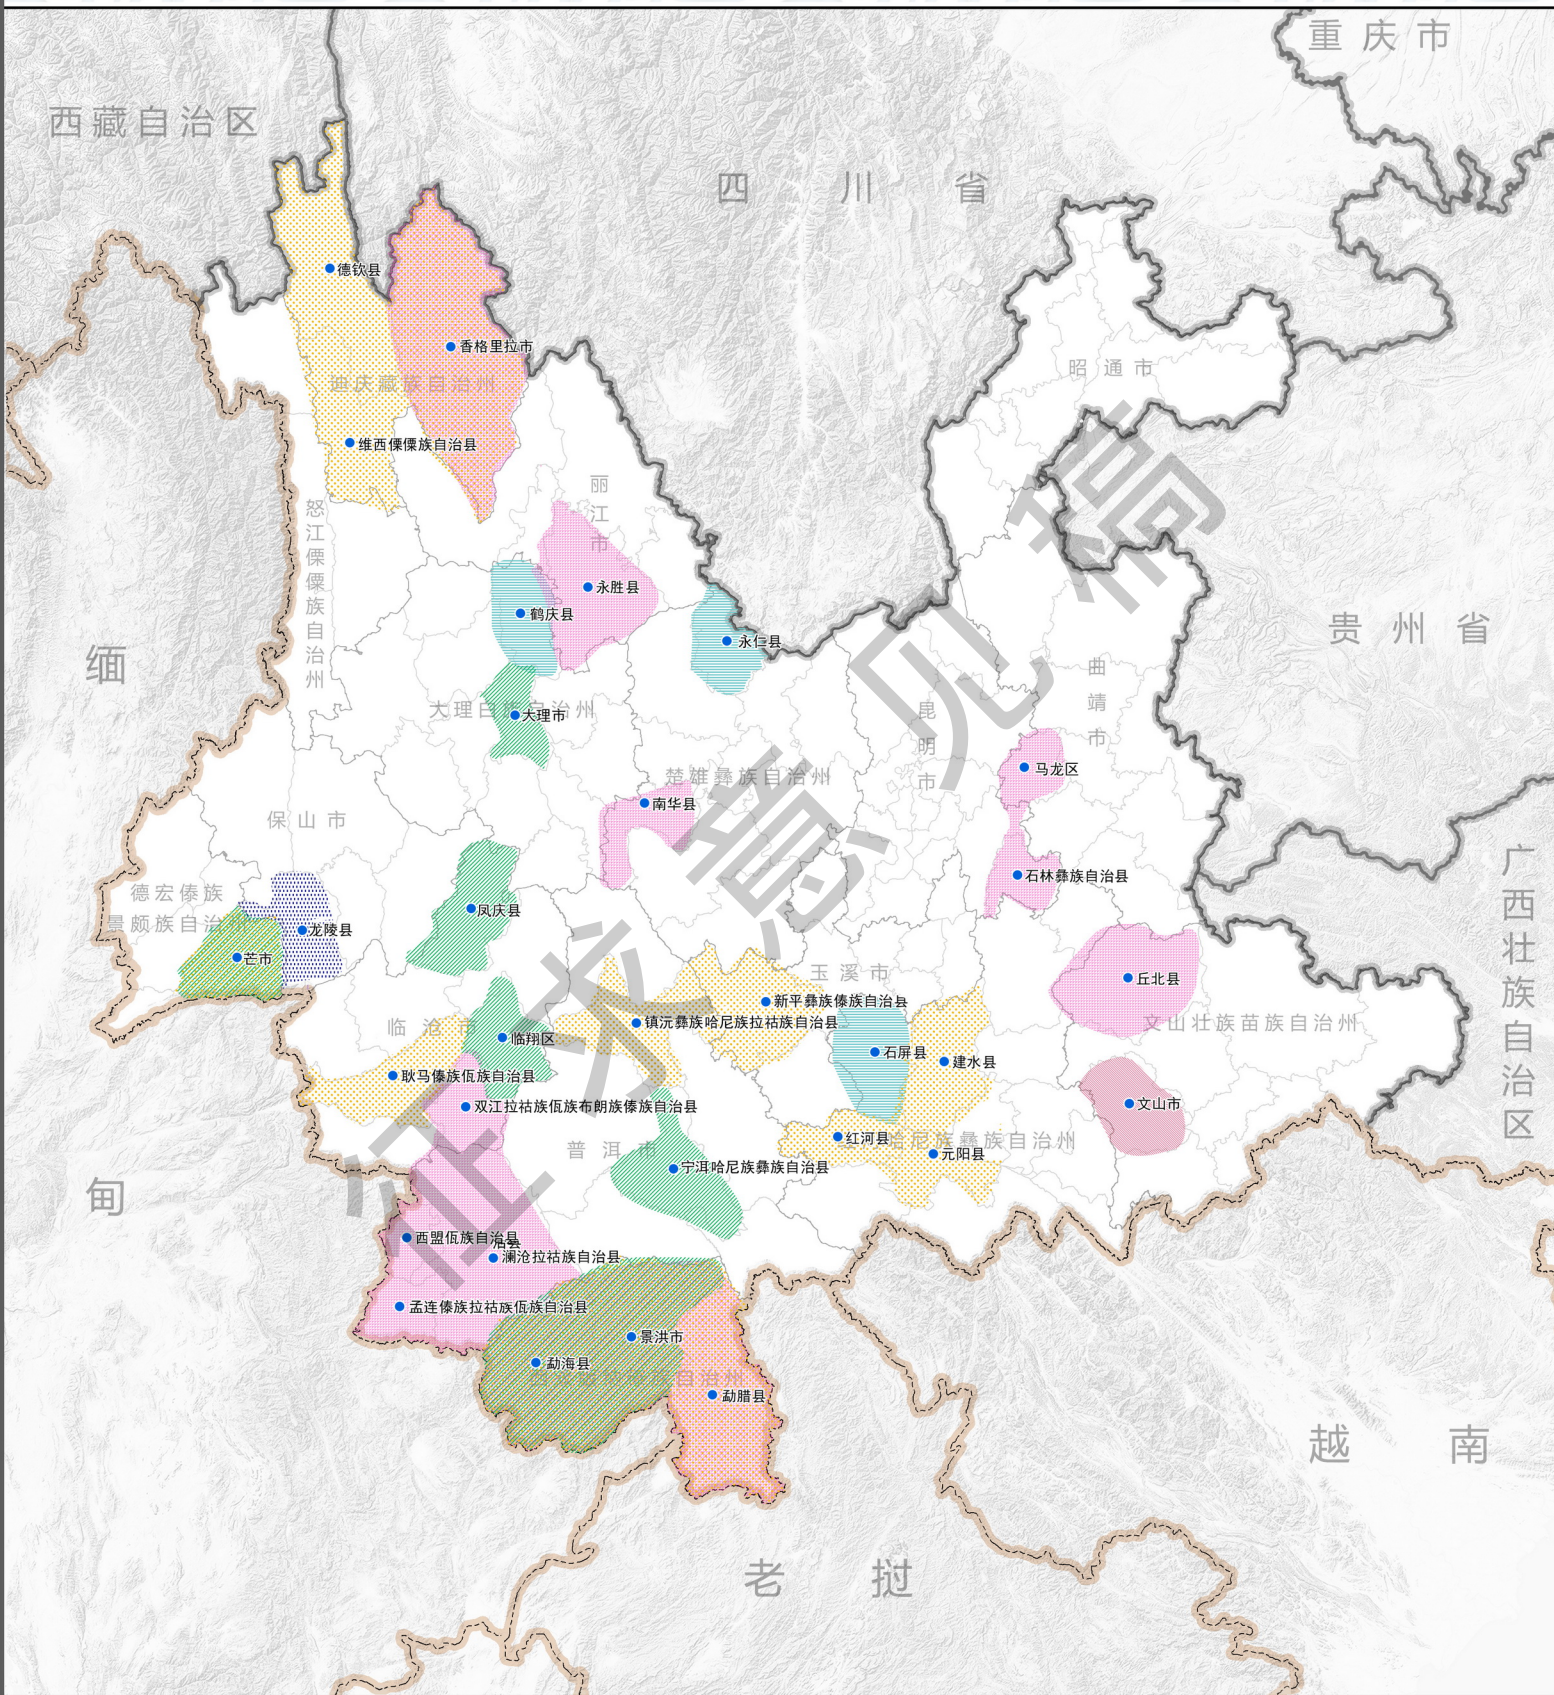 重庆市
西藏自治区
四川省
德钦县
香格里拉市
昭通市
迪庆藏族自治州
维西傈僳族自治县
丽江市
怒江傈僳族自治州
永胜县
鹤庆县
永仁县
贵州省
缅甸
曲靖市
大理白族自治州
大理市
昆明市
马龙区
楚雄彝族自治州
南华县
保山市
石林彝族自治县
广西壮族自治区
德宏傣族
景颇族自治州
凤庆县
龙陵县
芒市
玉溪市
丘北县
新平彝族傣族自治县
镇沅彝族哈尼族拉祜族自治县
文山壮族苗族自治州
临沧市
临翔区
石屏县
建水县
耿马傣族佤族自治县
双江拉祜族佤族布朗族傣族自治县
文山市
红河县
哈尼族彝族自治州
元阳县
普洱市
宁洱哈尼族彝族自治县
西盟佤族自治县
澜沧拉祜族自治县
孟连傣族拉祜族佤族自治县
景洪市
勐海县
勐腊县
越南
老挝
征求意见稿